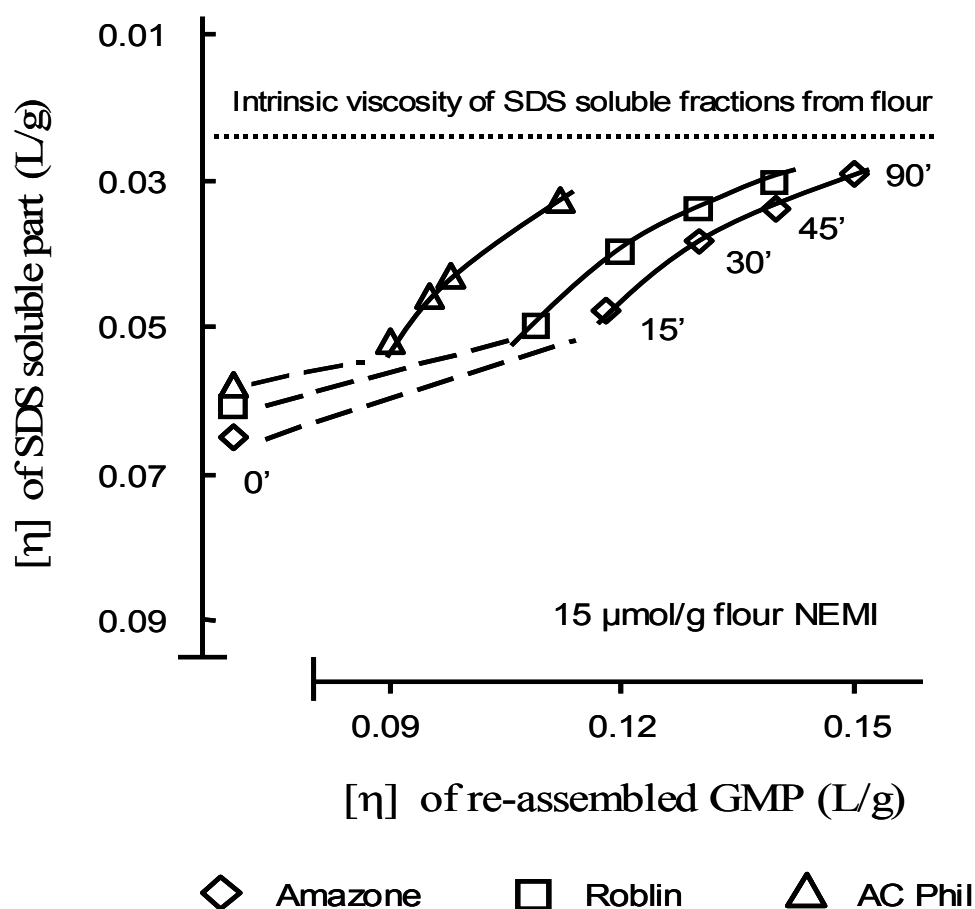 0.01
Intrinsic viscosity of SDS soluble fractions from flour
0.03
90’
45’
30’
0.05
15’
0.07
0’
0.09
[η] of SDS soluble part (L/g)
15 µmol/g flour NEMI
0.09 0.12 0.15
[η] of re-assembled GMP (L/g)
Amazone Roblin AC Phil